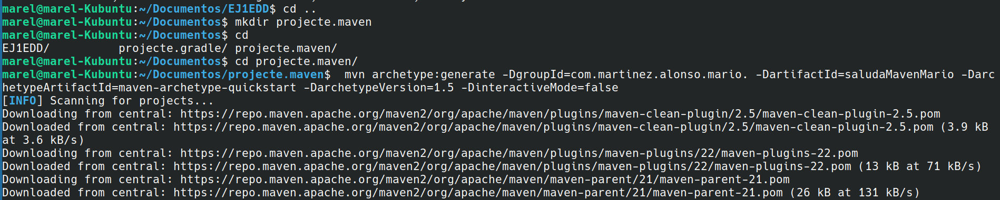 marel@marel-Kubuntu:~/Documentos/EJ1EDD$ cd ..
marel@marel-Kubuntu:~/Documentos$ mkdir projecte.maven
marel@marel-Kubuntu:~/Documentos$ cd
EJ1EDD/          projecte.gradle/ projecte.maven/
marel@marel-Kubuntu:~/Documentos$ cd projecte.maven/
marel@marel-Kubuntu:~/Documentos/projecte.maven$  mvn archetype:generate -DgroupId=com.martinez.alonso.mario. -DartifactId=saludaMavenMario -Darc
hetypeArtifactId=maven-archetype-quickstart -DarchetypeVersion=1.5 -DinteractiveMode=false
[INFO] Scanning for projects...
Downloading from central: https://repo.maven.apache.org/maven2/org/apache/maven/plugins/maven-clean-plugin/2.5/maven-clean-plugin-2.5.pom
Downloaded from central: https://repo.maven.apache.org/maven2/org/apache/maven/plugins/maven-clean-plugin/2.5/maven-clean-plugin-2.5.pom (3.9 kB
at 3.6 kB/s)
Downloading from central: https://repo.maven.apache.org/maven2/org/apache/maven/plugins/maven-plugins/22/maven-plugins-22.pom
Downloaded from central: https://repo.maven.apache.org/maven2/org/apache/maven/plugins/maven-plugins/22/maven-plugins-22.pom (13 kB at 71 kB/s)
Downloading from central: https://repo.maven.apache.org/maven2/org/apache/maven/maven-parent/21/maven-parent-21.pom
Downloaded from central: https://repo.maven.apache.org/maven2/org/apache/maven/maven-parent/21/maven-parent-21.pom (26 kB at 131 kB/s)